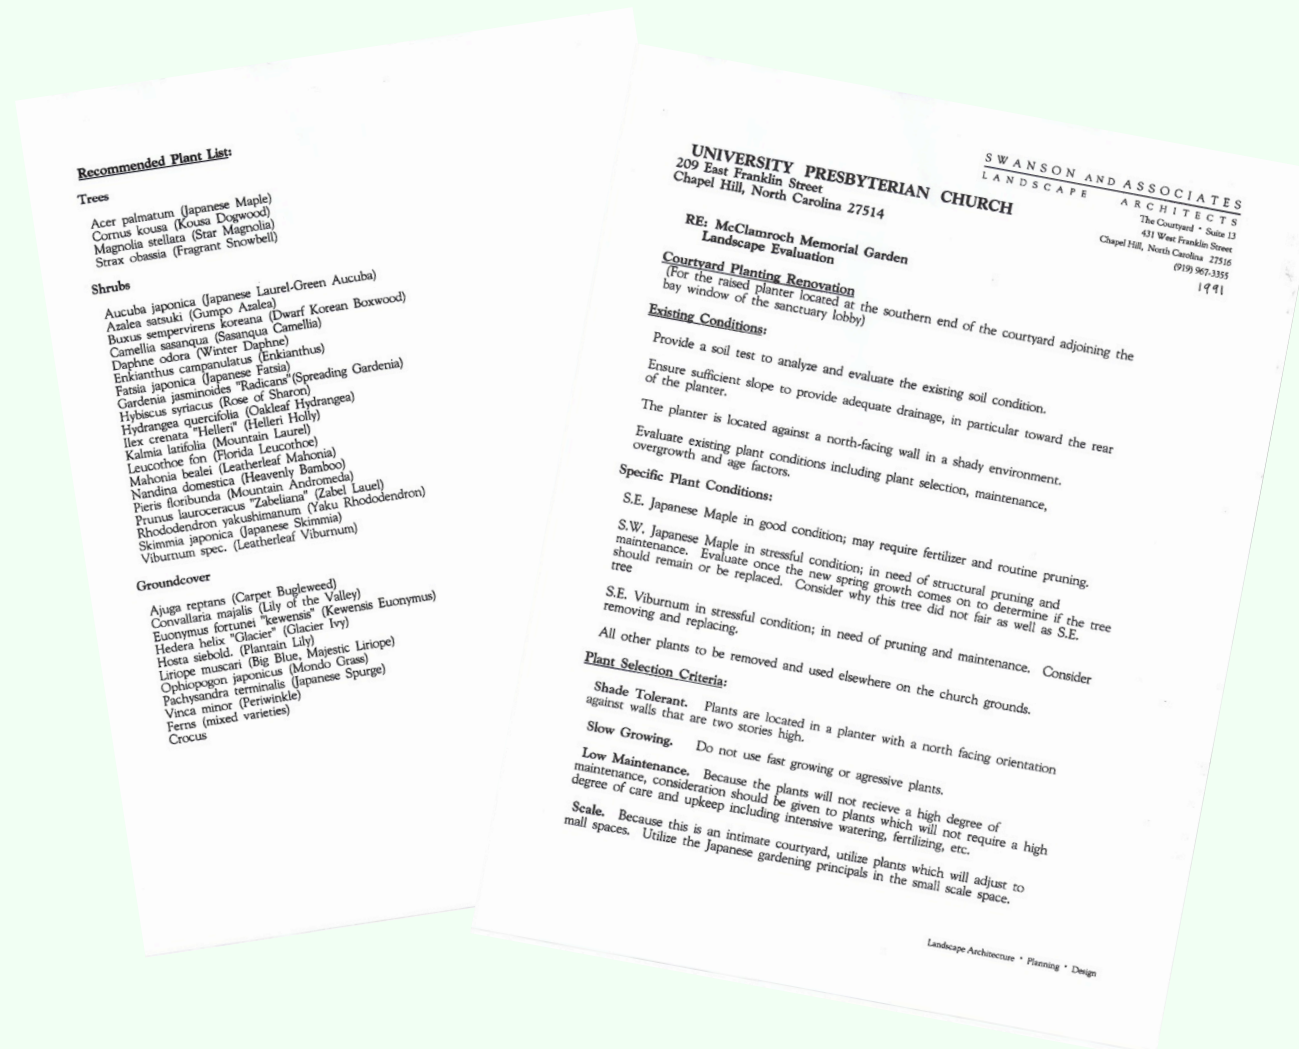 Recommended Plant List:
Trees
Acer palmatum (Japanese Maple)
Cornus kousa (Kousa Dogwood)
Magnolia stellata (Star Magnolia)
Strax obassia (Fragrant Snowbell)
Shrubs
Aucuba japonica (Japanese Laurel-Green Aucuba)
Azalea satsuki (Gumpo Azalea)
Buxus sempervirens koreana (Dwarf Korean Boxwood)
Camellia sasanqua (Sasanqua Camellia)
Daphne odora (Winter Daphne)
Enkianthus campanulatus (Enkianthus)
Fatsia japonica (Japanese Fatsia)
Gardenia jasminoides "Radicans"(Spreading Gardenia)
Hybiscus syriacus (Rose of Sharon)
Hydrangea quercifolia (Oakleaf Hydrangea)
Ilex crenata "Helleri" (Helleri Holly)
Kalmia latifolia (Mountain Laurel)
Leucothoe fon (Florida Leucothoe)
Mahonia bealei (Leatherleaf Mahonia)
Nandina domestica (Heavenly Bamboo)
Pieris floribunda (Mountain Andromeda)
Prunus lauroceracus "Zabeliana" (Zabel Lauel)
Rhododendron yakushimanum (Yaku Rhododendron)
Skimmia japonica (Japanese Skimmia)
Viburnum spec. (Leatherleaf Viburnum)
Groundcover
Ajuga reptans (Carpet Bugleweed)
Convallaria majalis (Lily of the Valley)
Euonymus fortunei "kewensis" (Kewensis Euonymus)
Hedera helix "Glacier" (Glacier Ivy)
Hosta siebold. (Plantain Lily)
Liriope muscari (Big Blue, Majestic Liriope)
Ophiopogon japonicus (Mondo Grass)
Pachysandra terminalis (Japanese Spurge)
Vinca minor (Periwinkle)
Ferns (mixed varieties)
Crocus
SWANSON AND ASSOCIATES
LANDSCAPE ARCHITECTS
The Courtyard • Suite 13
431 West Franklin Street
Chapel Hill, North Carolina 27516
(919) 967-3355
1991
UNIVERSITY PRESBYTERIAN CHURCH
209 East Franklin Street
Chapel Hill, North Carolina 27514
RE: McClamroch Memorial Garden
Landscape Evaluation
Courtyard Planting Renovation
(For the raised planter located at the southern end of the courtyard adjoining the
bay window of the sanctuary lobby)
Existing Conditions:
Provide a soil test to analyze and evaluate the existing soil condition.
Ensure sufficient slope to provide adequate drainage, in particular toward the rear
of the planter.
The planter is located against a north-facing wall in a shady environment.
Evaluate existing plant conditions including plant selection, maintenance,
overgrowth and age factors.
Specific Plant Conditions:
S.E. Japanese Maple in good condition; may require fertilizer and routine pruning.
S.W. Japanese Maple in stressful condition; in need of structural pruning and
maintenance. Evaluate once the new spring growth comes on to determine if the tree
should remain or be replaced. Consider why this tree did not fair as well as S.E.
tree
S.E. Viburnum in stressful condition; in need of pruning and maintenance. Consider
removing and replacing.
All other plants to be removed and used elsewhere on the church grounds.
Plant Selection Criteria:
Shade Tolerant. Plants are located in a planter with a north facing orientation
against walls that are two stories high.
Slow Growing. Do not use fast growing or agressive plants.
Low Maintenance. Because the plants will not recieve a high degree of
maintenance, consideration should be given to plants which will not require a high
degree of care and upkeep including intensive watering, fertilizing, etc.
Scale. Because this is an intimate courtyard, utilize plants which will adjust to
mall spaces. Utilize the Japanese gardening principals in the small scale space.
Landscape Architecture • Planning • Design